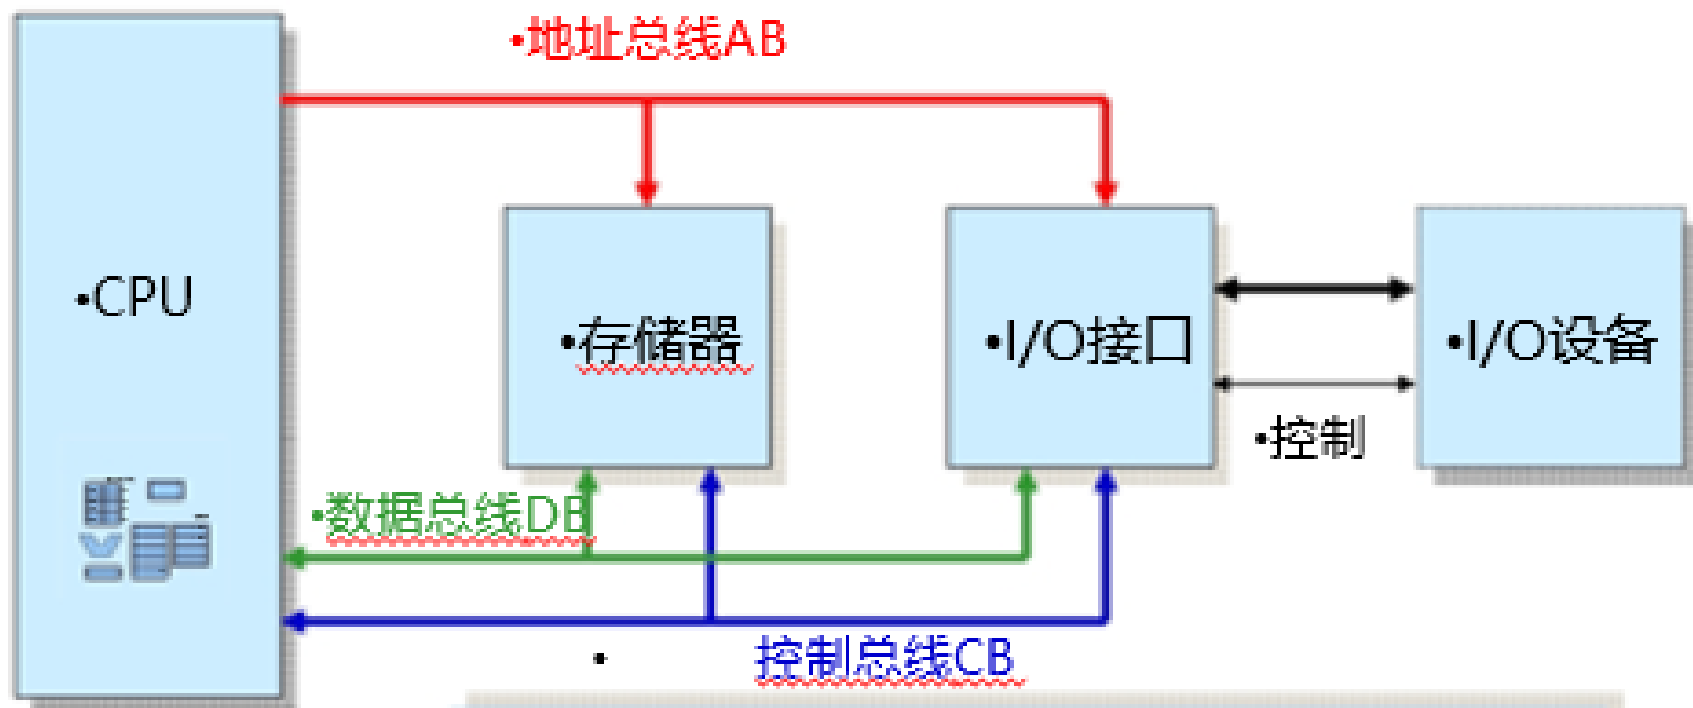 •地址总线AB
•CPU
•存储器
•I/O接口
•I/O设备
•控制
•数据总线DB
• 控制总线CB